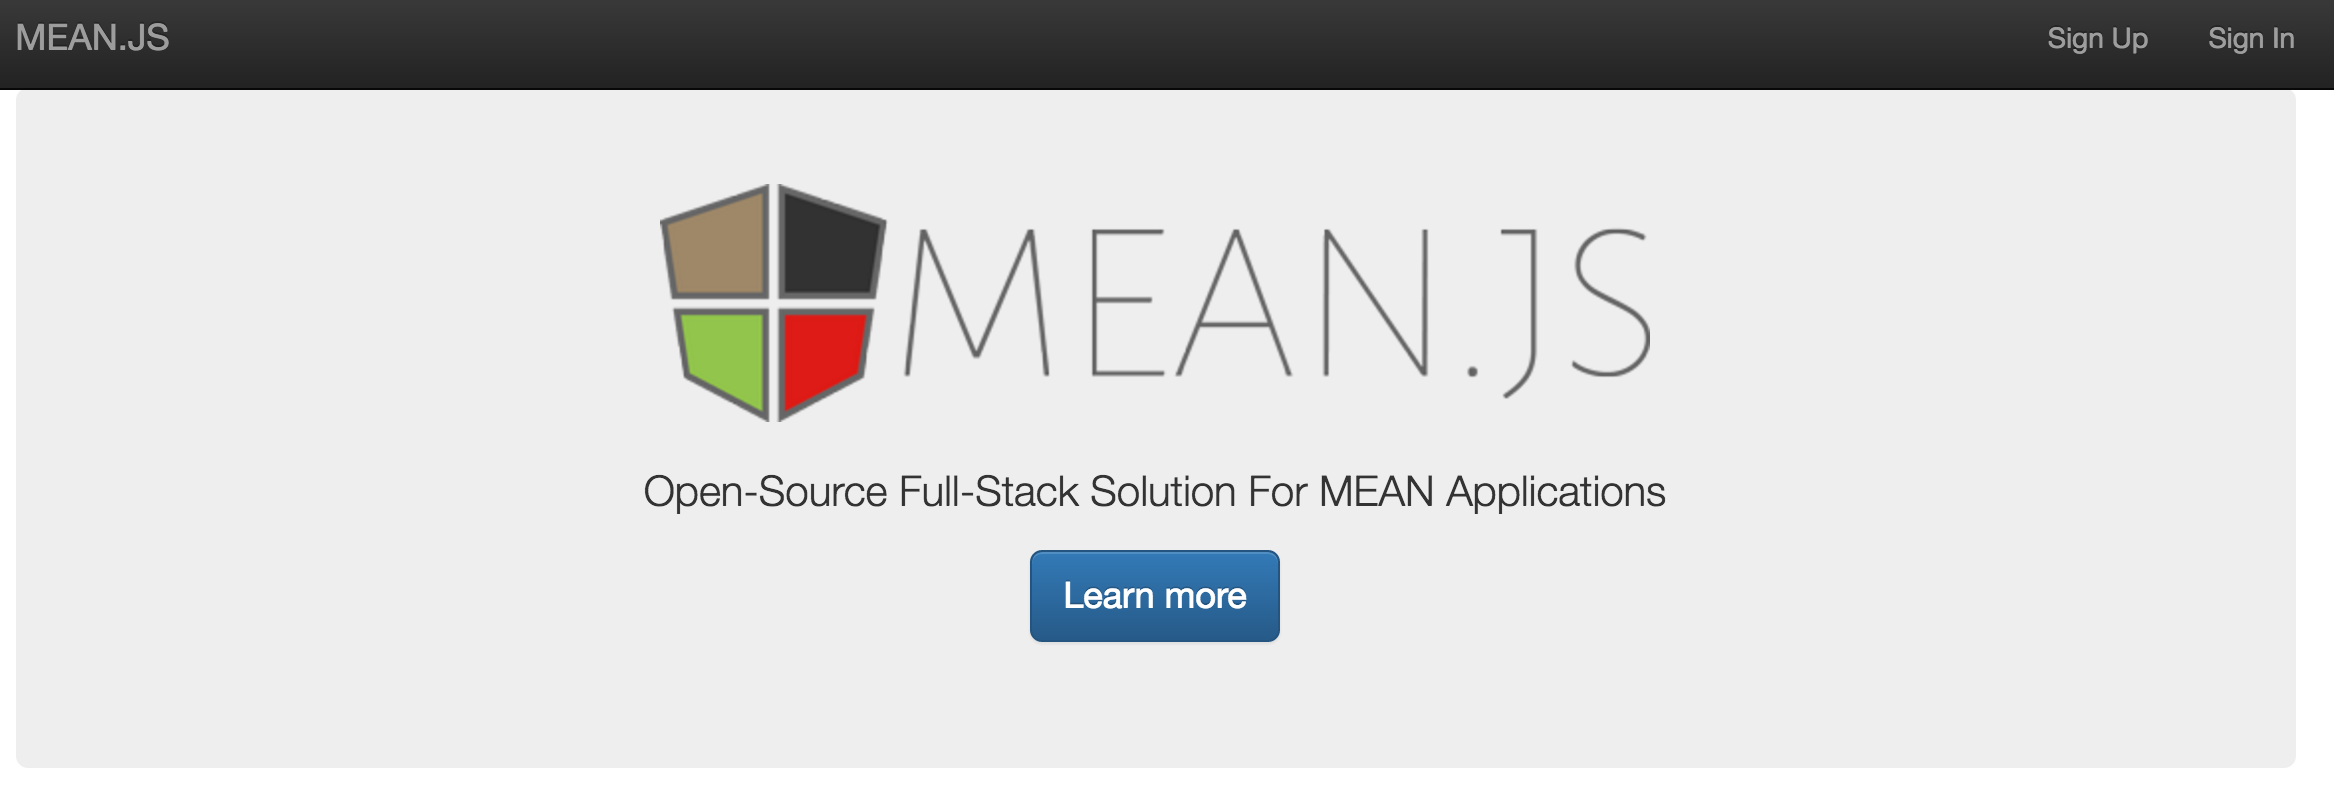 MEAN.JS
Sign Up
Sign In
MEAN.JS
Open-Source Full-Stack Solution For MEAN Applications
Learn more